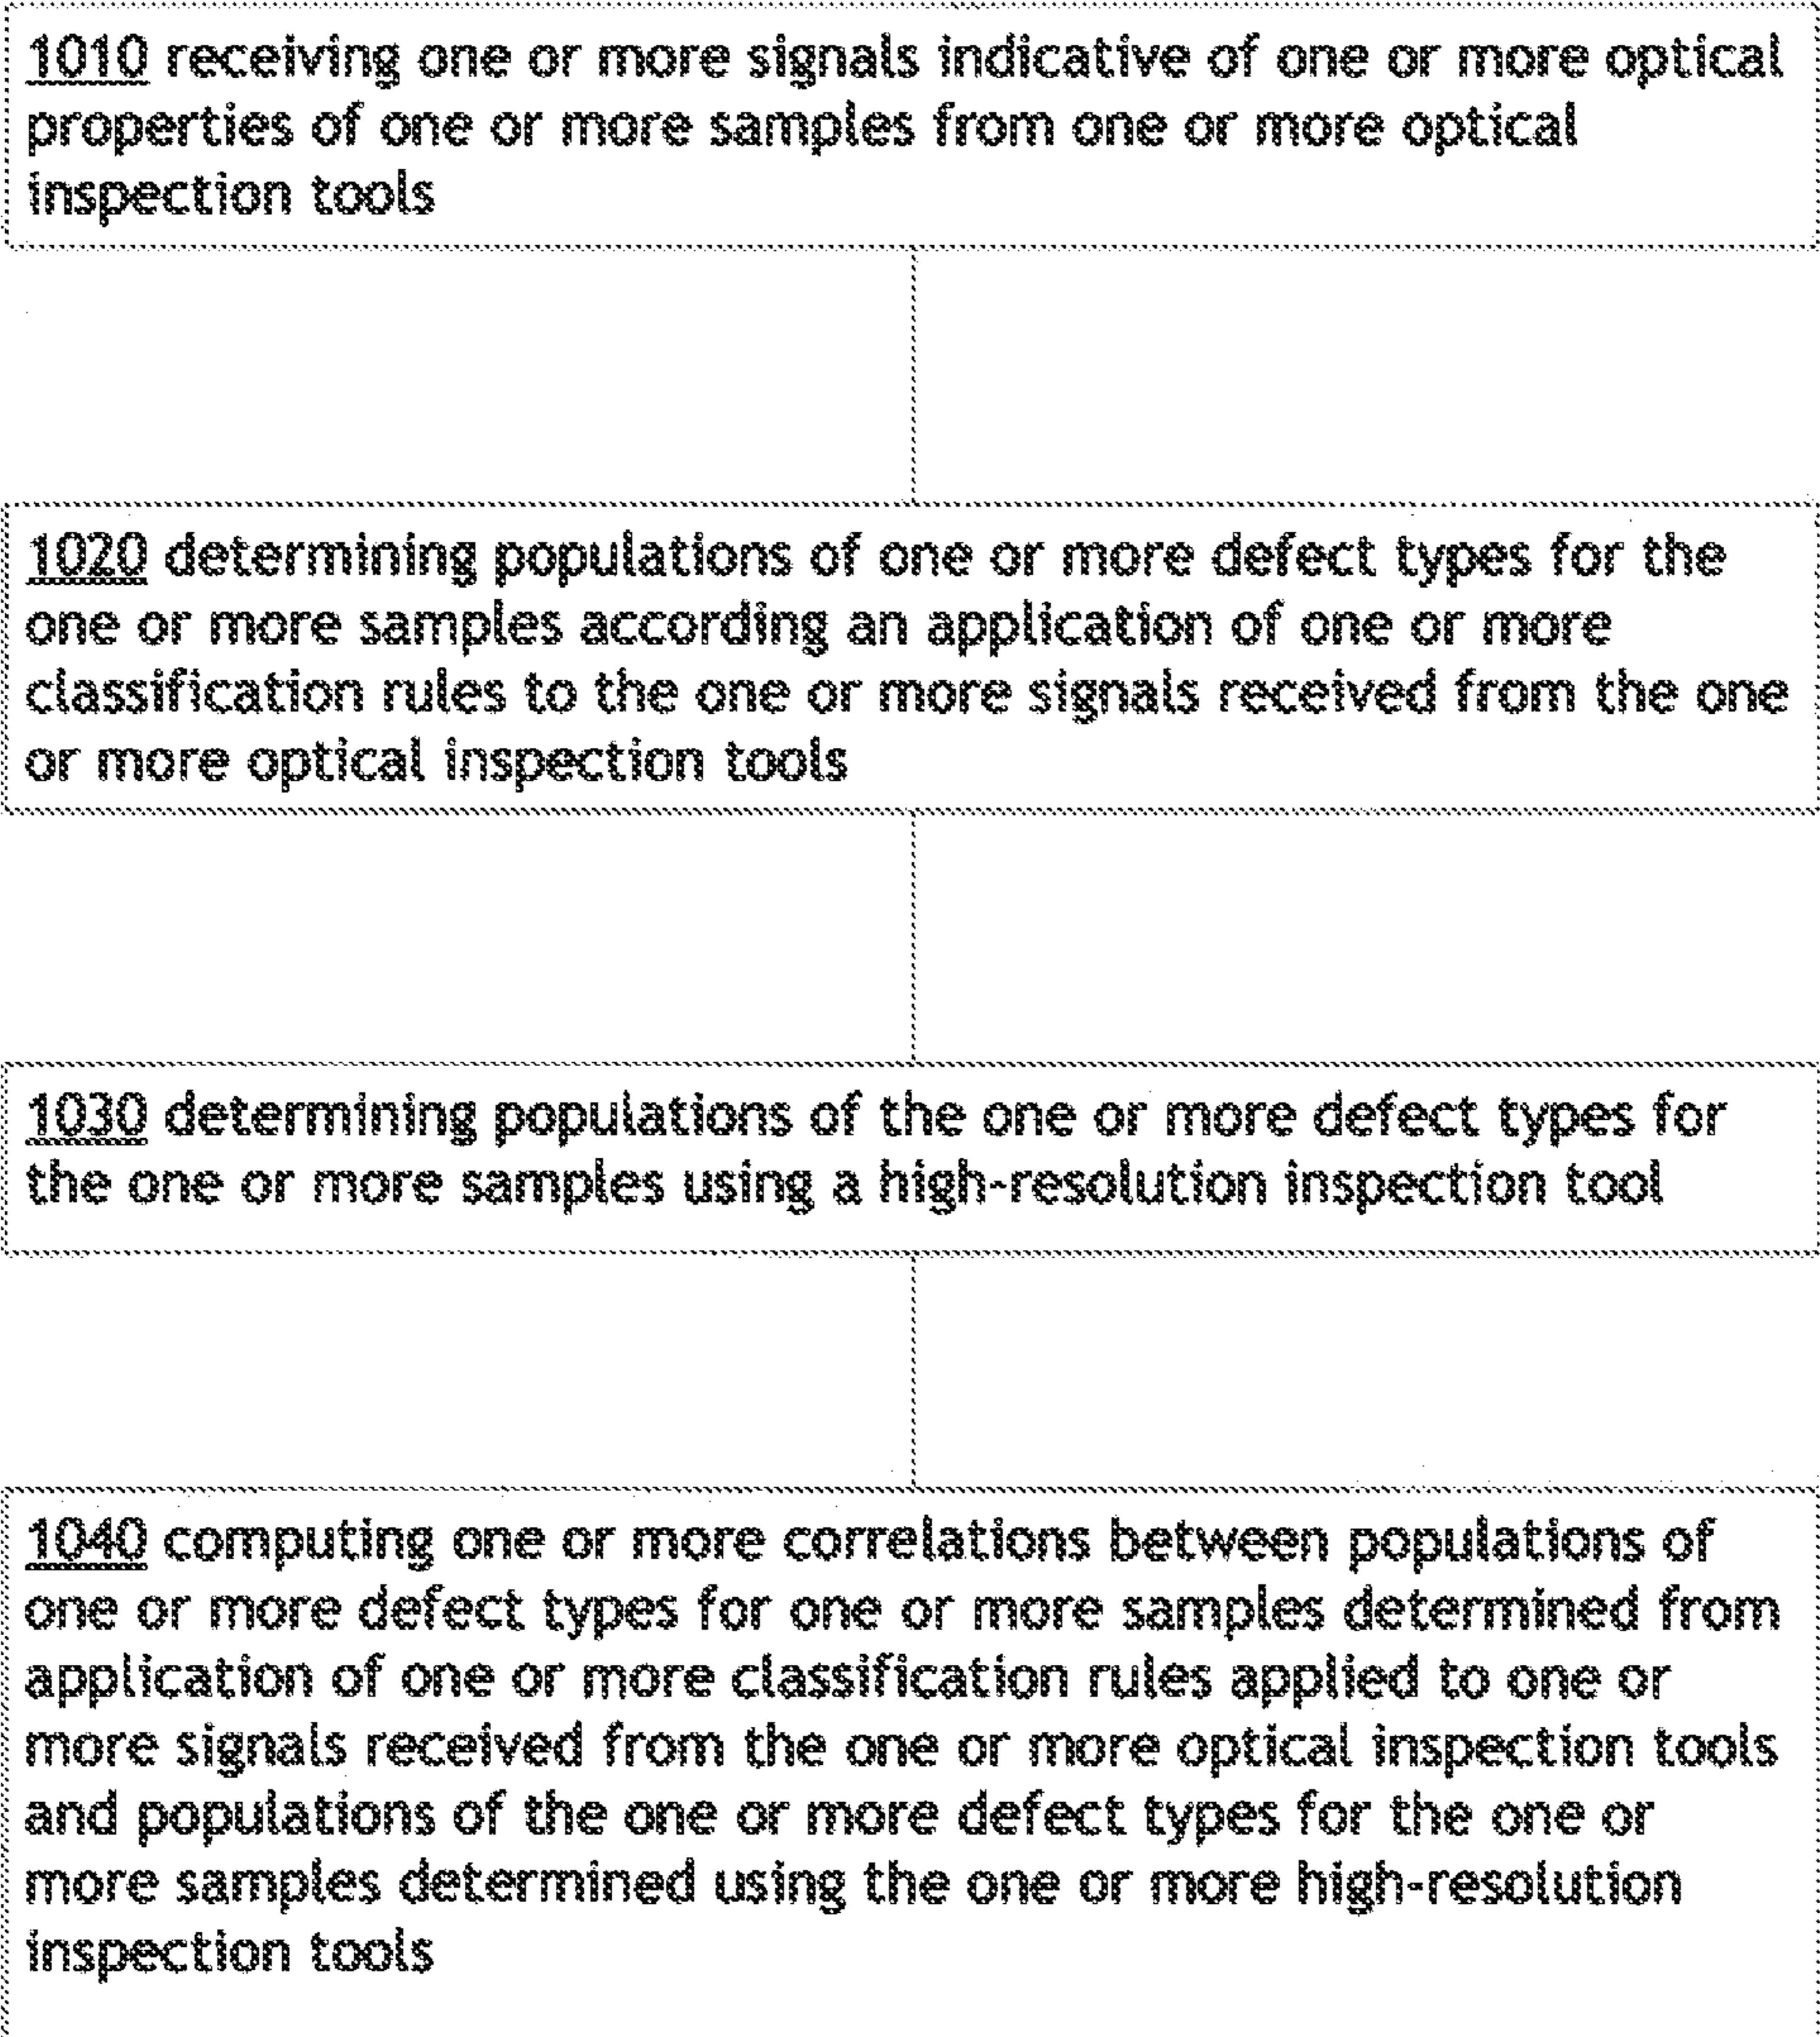 1010 receiving one or more signals indicative of one or more optical
properties of one or more samples from one or more optical
inspection tools
1020 determining populations of one or more defect types for the
one or more samples according an application of one or more
classification rules to the one or more signals received from the one
or more optical inspection tools
1030 determining populations of the one or more defect types for
the one or more samples using a high-resolution inspection tool
1040 computing one or more correlations between populations of
one or more defect types for one or more samples determined from
application of one or more classification rules applied to one or
more signals received from the one or more optical inspection tools
and populations of the one or more defect types for the one or
more samples determined using the one or more high-resolution
inspection tools